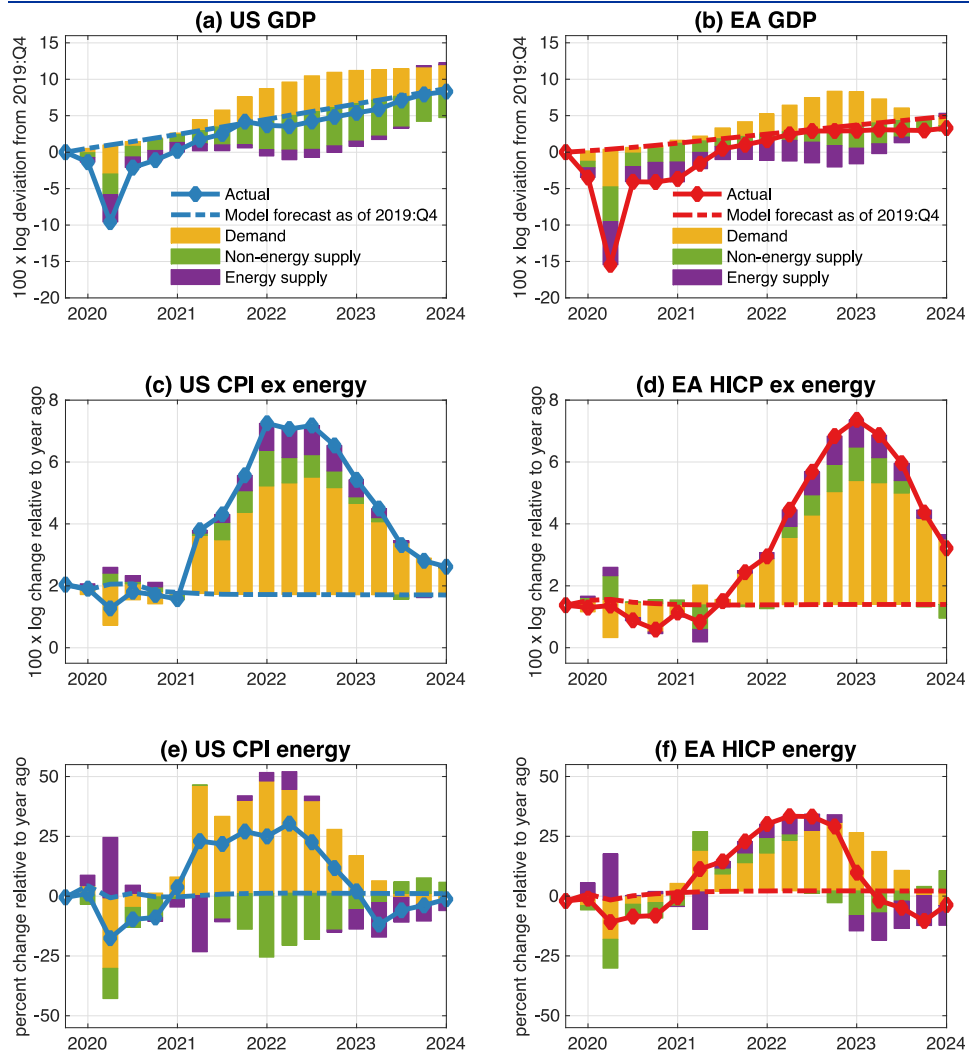 (a) US GDP
100 x log deviation from 2019:Q4
15
10
5
0
-5
-10
-15
-20
Actual
Model forecast as of 2019:Q4
Demand
Non-energy supply
Energy supply
2020 2021 2022 2023 2024
(b) EA GDP
100 x log deviation from 2019:Q4
15
10
5
0
-5
-10
-15
-20
Actual
Model forecast as of 2019:Q4
Demand
Non-energy supply
Energy supply
2020 2021 2022 2023 2024
(c) US CPI ex energy
100 x log change relative to year ago
8
6
4
2
0
2020 2021 2022 2023 2024
(d) EA HICP ex energy
100 x log change relative to year ago
8
6
4
2
0
2020 2021 2022 2023 2024
(e) US CPI energy
percent change relative to year ago
50
25
0
-25
-50
2020 2021 2022 2023 2024
(f) EA HICP energy
percent change relative to year ago
50
25
0
-25
-50
2020 2021 2022 2023 2024